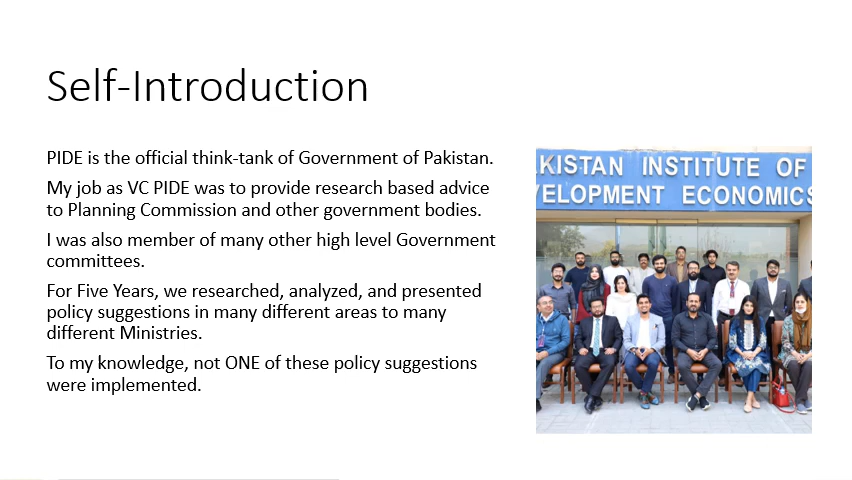 Self-Introduction
PIDE is the official think-tank of Government of Pakistan.
My job as VC PIDE was to provide research based advice
to Planning Commission and other government bodies.
I was also member of many other high level Government
committees.
For Five Years, we researched, analyzed, and presented
policy suggestions in many different areas to many
different Ministries.
To my knowledge, not ONE of these policy suggestions
were implemented.
AKISTAN INSTITUTE OF
VELOPMENT ECONOMICS